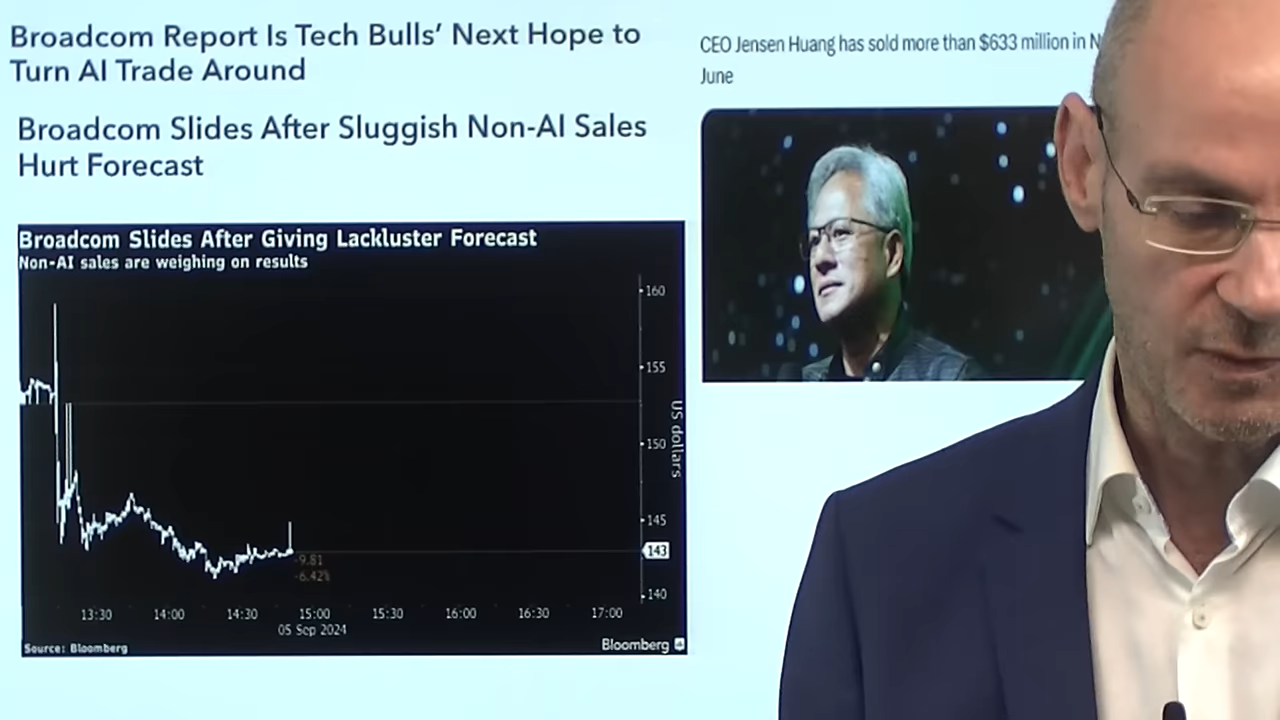 Broadcom Report Is Tech Bulls’ Next Hope to
Turn AI Trade Around
Broadcom Slides After Sluggish Non-AI Sales
Hurt Forecast
Broadcom Slides After Giving Lackluster Forecast
Non-AI sales are weighing on results
160
155
150
145
143
140
US dollars
-9.81
-6.42%
13:30 14:00 14:30 15:00 15:30 16:00 16:30 17:00
05 Sep 2024
Source: Bloomberg
Bloomberg
CEO Jensen Huang has sold more than $633 million in N
June